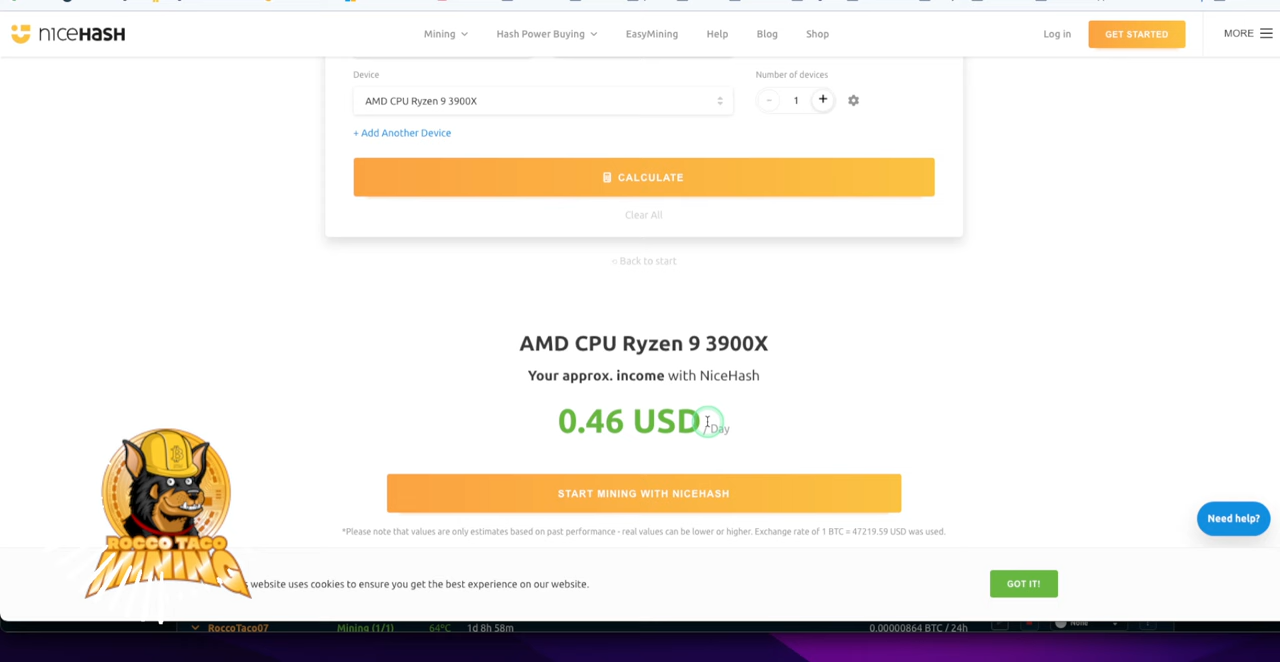 niceHASH
Mining
Hash Power Buying
EasyMining
Help
Blog
Shop
Log in
GET STARTED
MORE
Device
Number of devices
AMD CPU Ryzen 9 3900X
- 1 +
+ Add Another Device
CALCULATE
Clear All
Back to start
AMD CPU Ryzen 9 3900X
Your approx. income with NiceHash
0.46 USD / Day
START MINING WITH NICEHASH
*Please note that values are only estimates based on past performance - real values can be lower or higher. Exchange rate of 1 BTC = 47219.59 USD was used.
Need help?
ROCCO TACO
MINING
website uses cookies to ensure you get the best experience on our website.
GOT IT!
RoccoTaco07 Mining (1/1) 64°C 1d 8h 58m 0.00000864 BTC / 24h None